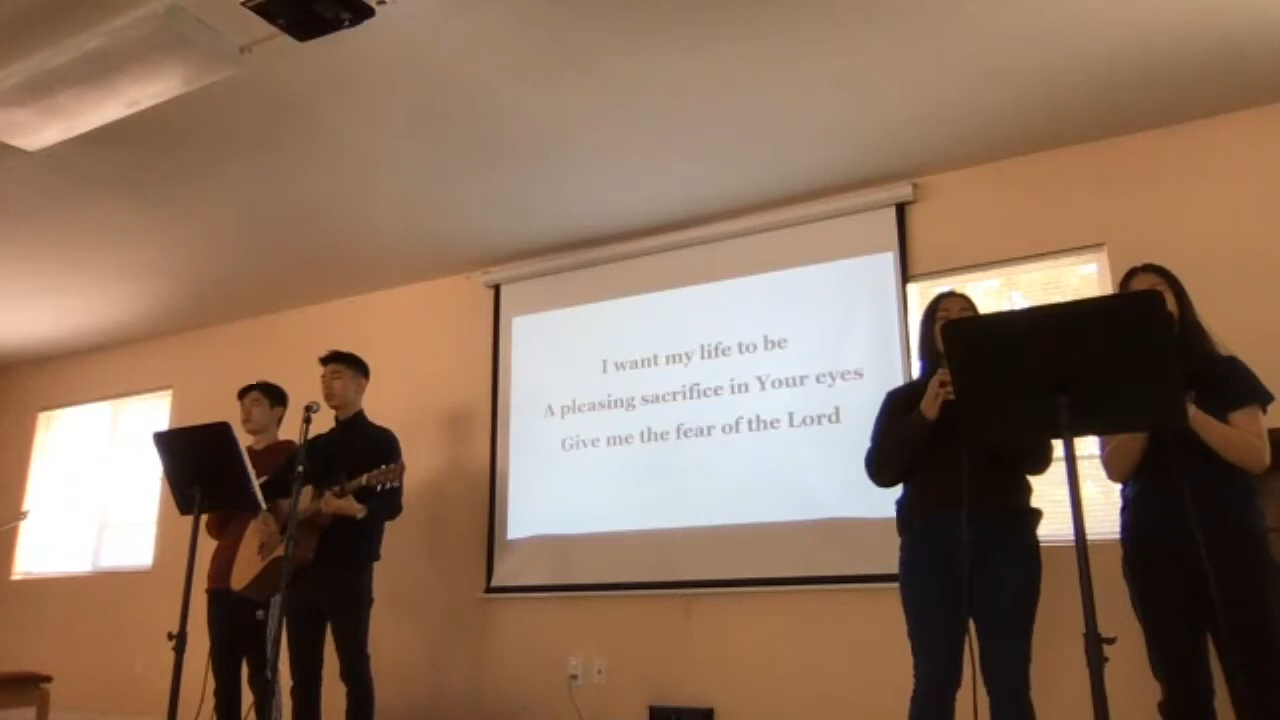 I want my life to be
A pleasing sacrifice in Your eyes
Give me the fear of the Lord